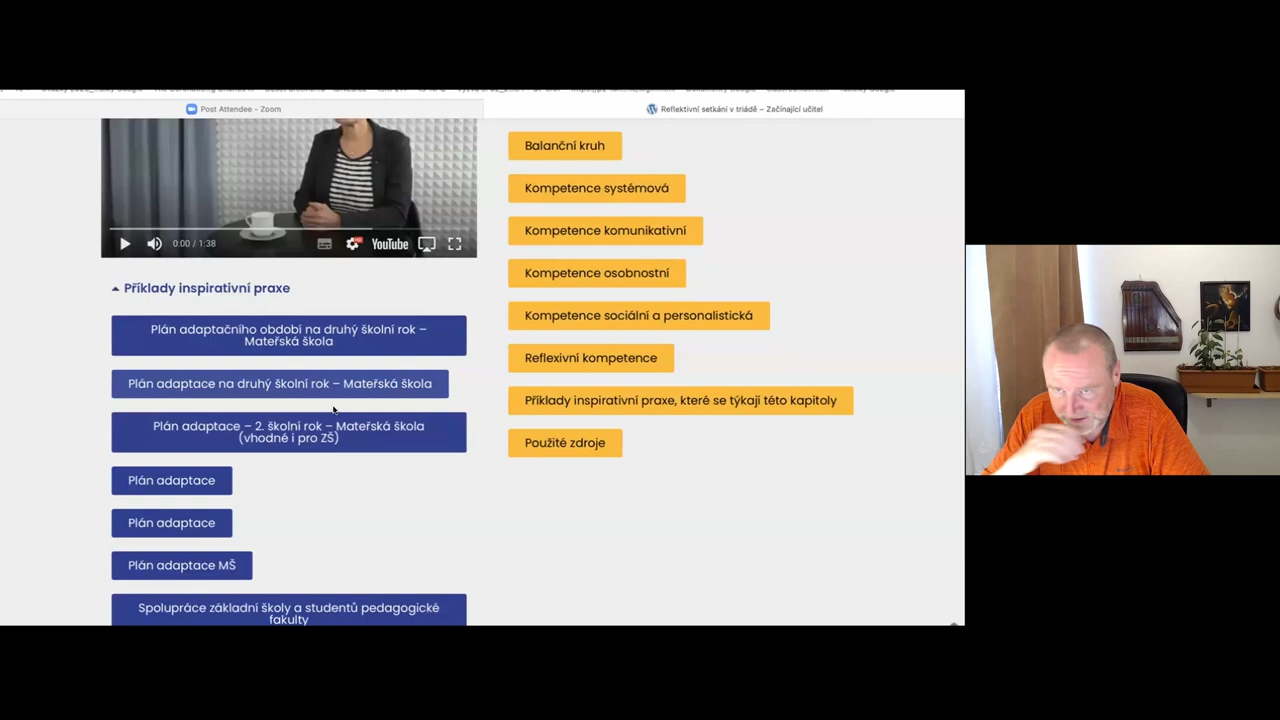 Post Attendee - Zoom
Reflektivní setkání v triádě – Začínající učitel
0:00 / 1:38
YouTube
Příklady inspirativní praxe
Plán adaptačního období na druhý školní rok –
Mateřská škola
Plán adaptace na druhý školní rok – Mateřská škola
Plán adaptace – 2. školní rok – Mateřská škola
(vhodné i pro ZŠ)
Plán adaptace
Plán adaptace
Plán adaptace MŠ
Spolupráce základní školy a studentů pedagogické
fakulty
Balanční kruh
Kompetence systémová
Kompetence komunikativní
Kompetence osobnostní
Kompetence sociální a personalistická
Reflexivní kompetence
Příklady inspirativní praxe, které se týkají této kapitoly
Použité zdroje